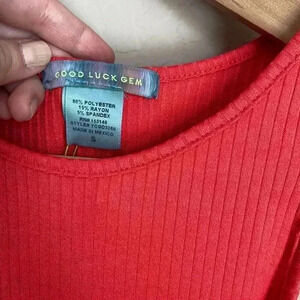 GOOD LUCK GEM
80% POLYESTER
15% RAYON
5% SPANDEX
MADE IN MEXICO
S